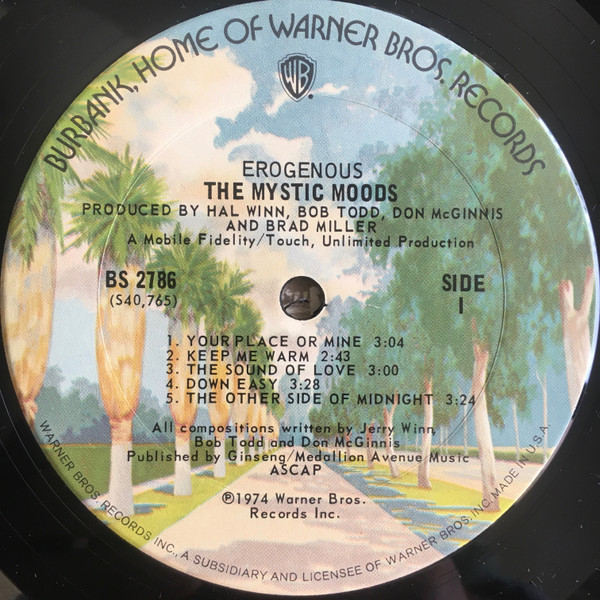 BURBANK, HOME OF WARNER BROS. RECORDS
WB
EROGENOUS
THE MYSTIC MOODS
PRODUCED BY HAL WINN, BOB TODD, DON McGINNIS
AND BRAD MILLER
A Mobile Fidelity/Touch, Unlimited Production
BS 2786
(S40,765)
SIDE
1
1. YOUR PLACE OR MINE 3:04
2. KEEP ME WARM 2:43
3. THE SOUND OF LOVE 3:00
4. DOWN EASY 3:28
5. THE OTHER SIDE OF MIDNIGHT 3:24
All compositions written by Jerry Winn,
Bob Todd and Don McGinnis
Published by Ginseng/Medallion Avenue Music
ASCAP
℗1974 Warner Bros.
Records Inc.
WARNER BROS. RECORDS INC., A SUBSIDIARY AND LICENSEE OF WARNER BROS. INC. MADE IN U.S.A.